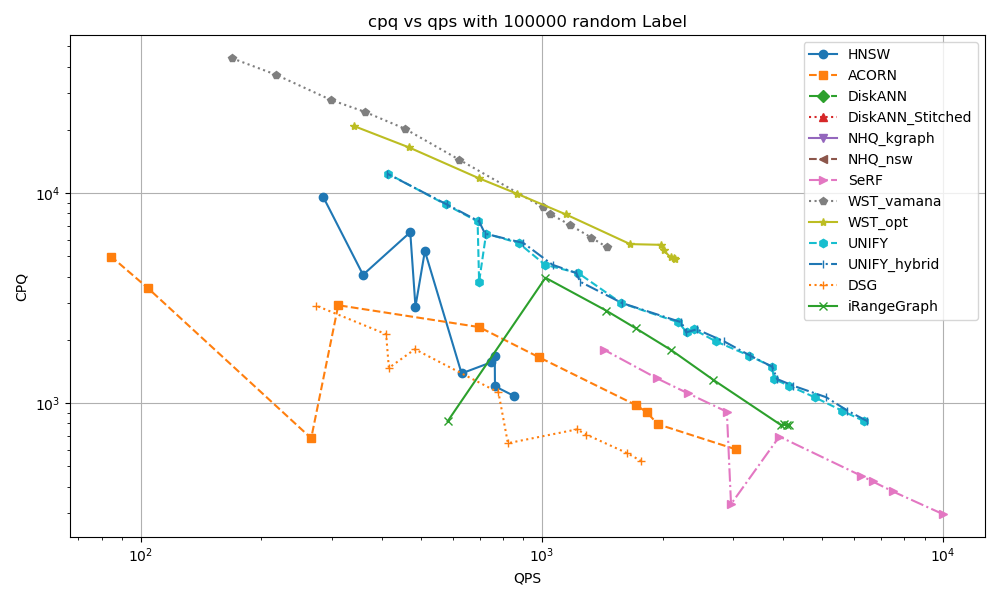 cpq vs qps with 100000 random Label
HNSW
ACORN
DiskANN
DiskANN_Stitched
NHQ_kgraph
NHQ_nsw
SeRF
WST_vamana
WST_opt
UNIFY
UNIFY_hybrid
DSG
iRangeGraph
CPQ
10⁴
10³
10² 10³ 10⁴
QPS